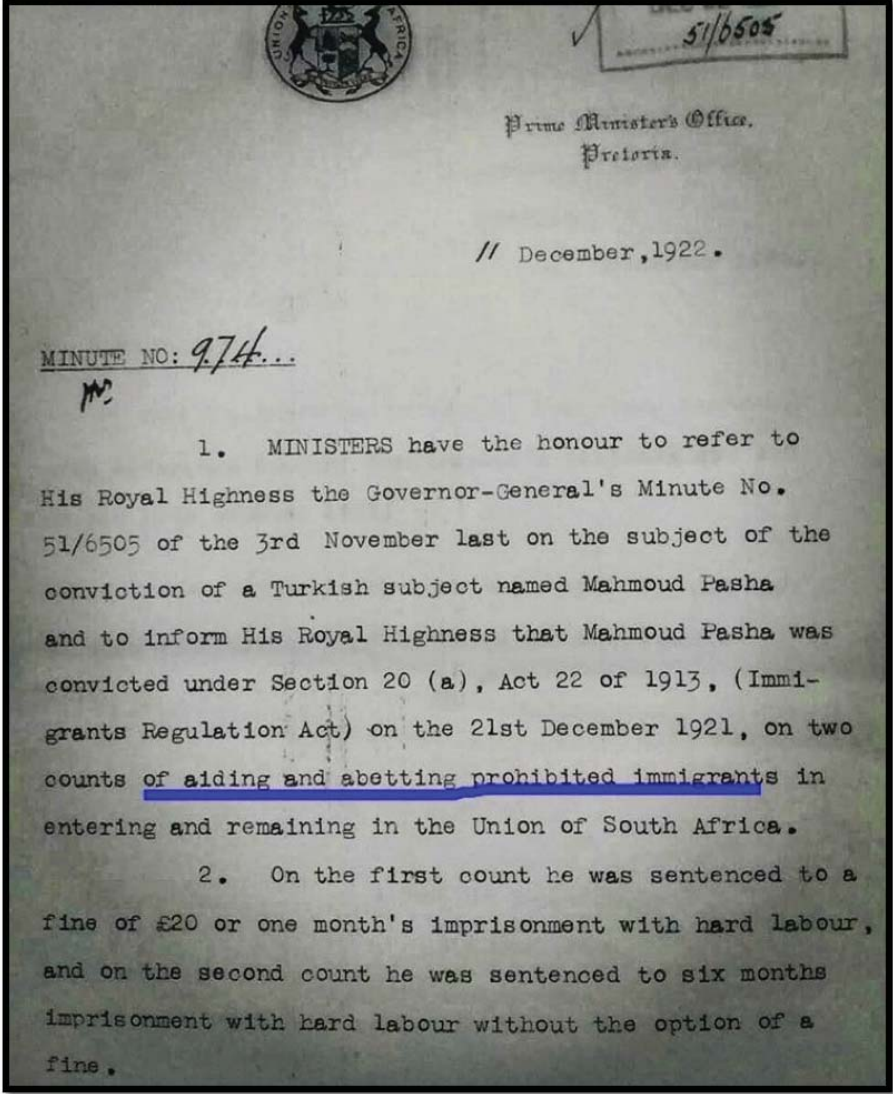 UNION
AFRICA
51/6505
Prime Minister's Office,
Pretoria.
11 December, 1922.
MINUTE NO: 974...
1. MINISTERS have the honour to refer to
His Royal Highness the Governor-General's Minute No.
51/6505 of the 3rd November last on the subject of the
conviction of a Turkish subject named Mahmoud Pasha
and to inform His Royal Highness that Mahmoud Pasha was
convicted under Section 20 (a), Act 22 of 1913, (Immi-
grants Regulation Act) on the 21st December 1921, on two
counts of aiding and abetting prohibited immigrants in
entering and remaining in the Union of South Africa.
2. On the first count he was sentenced to a
fine of £20 or one month's imprisonment with hard labour,
and on the second count he was sentenced to six months
imprisonment with hard labour without the option of a
fine.